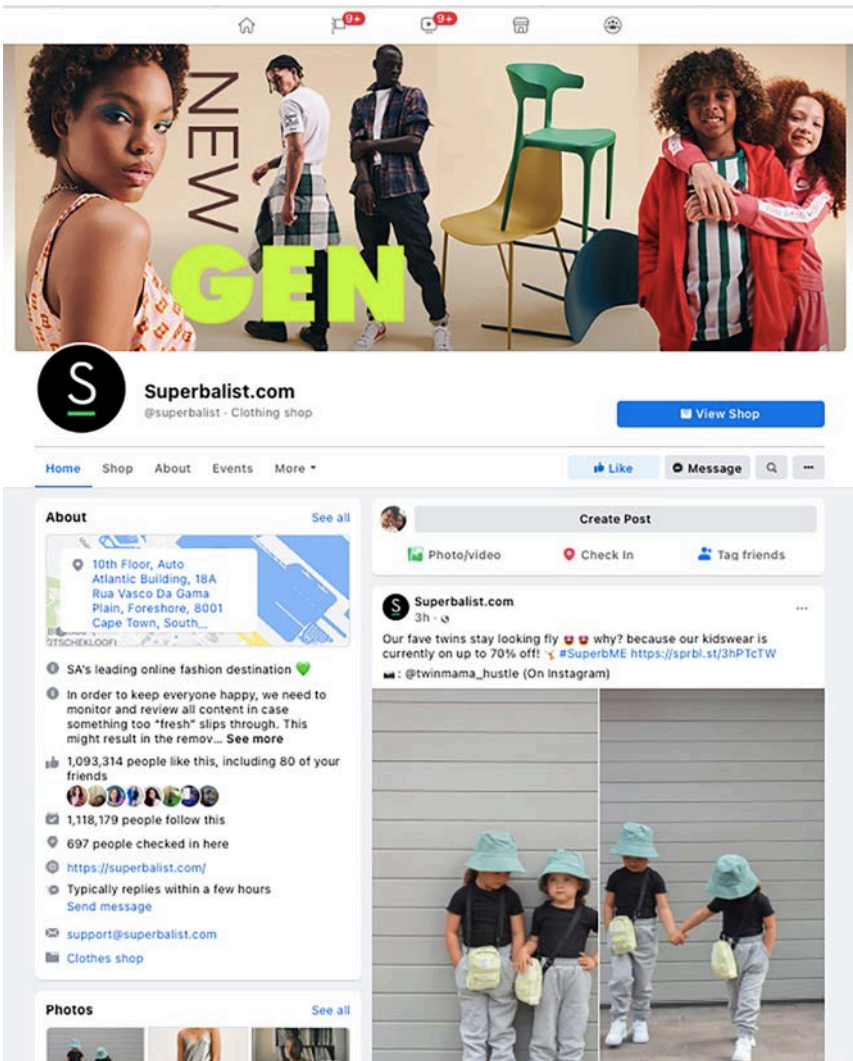 9+
9+
NEW
GEN
S
Superbalist.com
@superbalist · Clothing shop
View Shop
Home
Shop
About
Events
More
Like
Message
About
See all
10th Floor, Auto
Atlantic Building, 18A
Rua Vasco Da Gama
Plain, Foreshore, 8001
Cape Town, South...
OTSCHEKLOOF
SA's leading online fashion destination 💚
In order to keep everyone happy, we need to
monitor and review all content in case
something too "fresh" slips through. This
might result in the remov... See more
1,093,314 people like this, including 80 of your
friends
1,118,179 people follow this
697 people checked in here
https://superbalist.com/
Typically replies within a few hours
Send message
support@superbalist.com
Clothes shop
Photos
See all
Create Post
Photo/video
Check In
Tag friends
S
Superbalist.com
3h ·
Our fave twins stay looking fly 😍 😍 why? because our kidswear is
currently on up to 70% off! 🤸 #SuperbME https://sprbl.st/3hPTcTW
📷 : @twinmama_hustle (On Instagram)